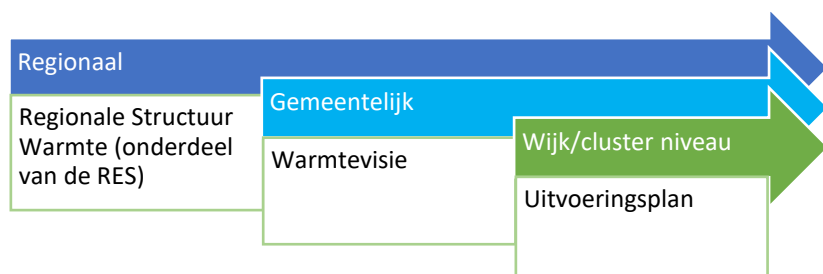 Regionaal
Regionale Structuur
Warmte (onderdeel
van de RES)
Gemeentelijk
Warmtevisie
Wijk/cluster niveau
Uitvoeringsplan